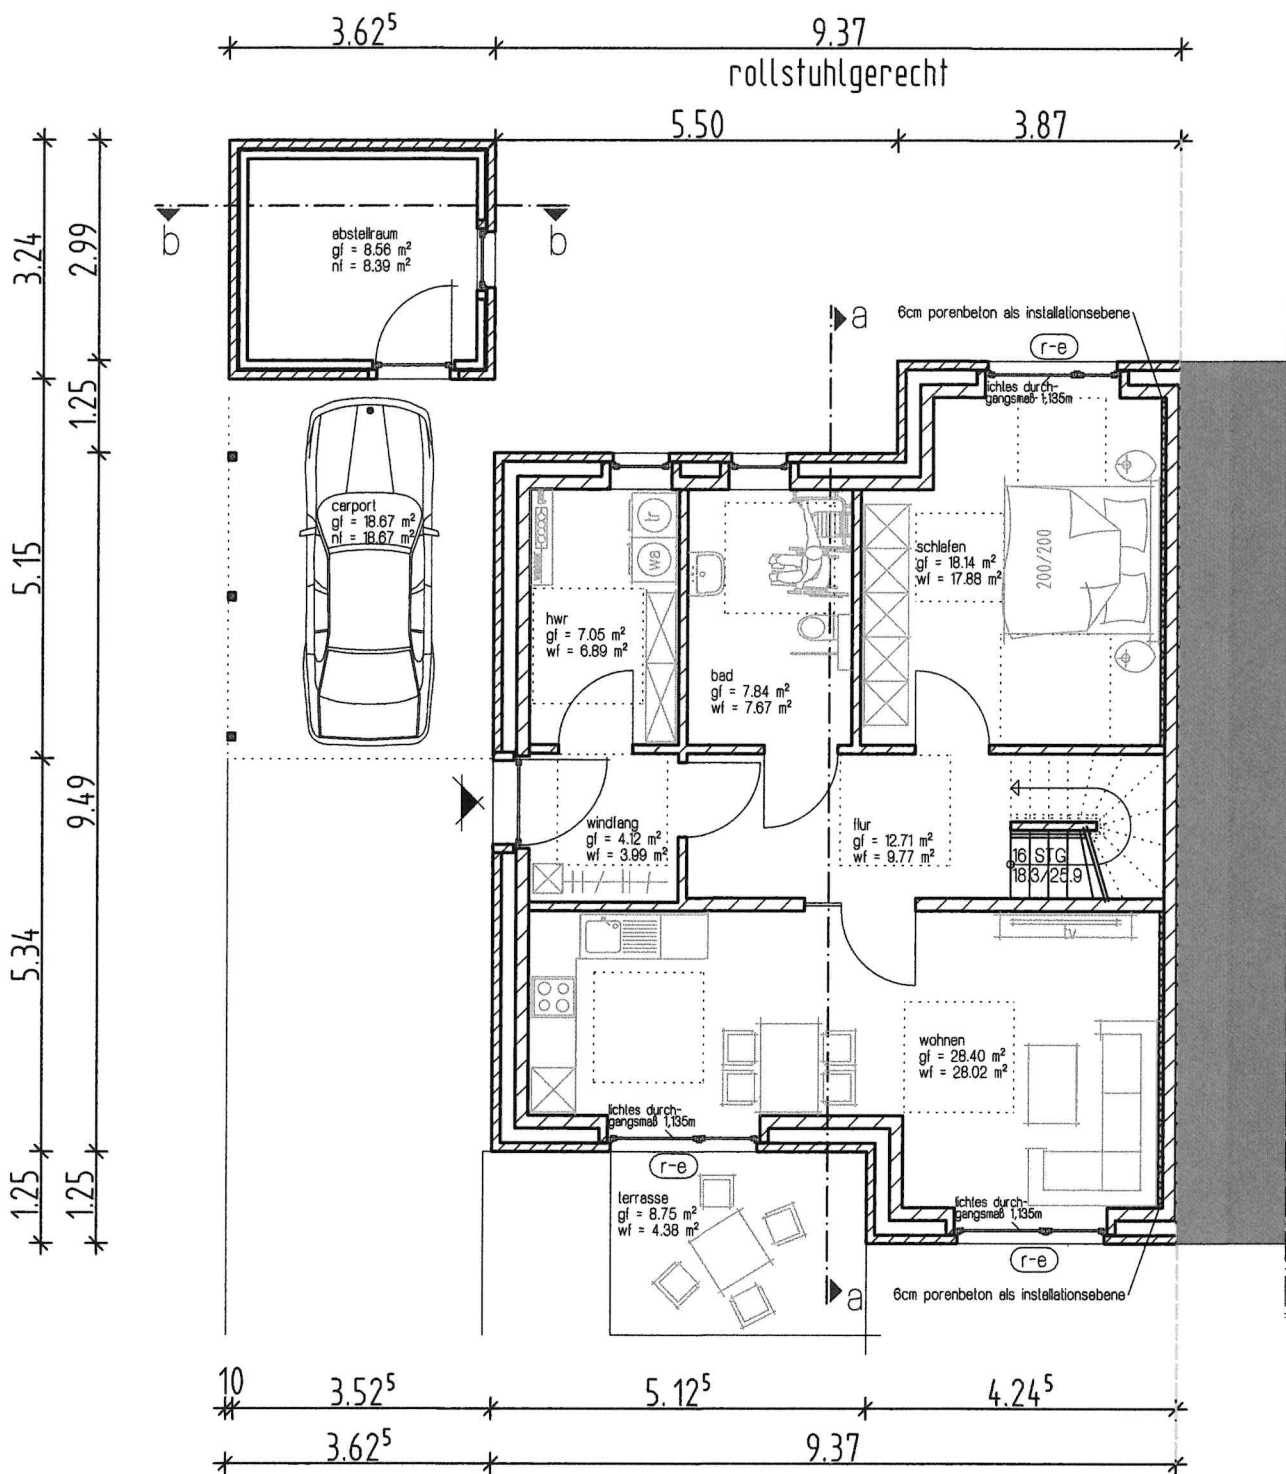 3.62⁵
9.37
rollstuhlgerecht
5.50
3.87
3.24
2.99
b
b
abstellraum
gf = 8.56 m²
nf = 8.39 m²
a
6cm porenbeton als installationsebene
r-e
lichtes durch-
gangsmaß 1,135m
1.25
carport
gf = 18.67 m²
nf = 18.67 m²
tr
wa
schlafen
gf = 18.14 m²
wf = 17.88 m²
200/200
5.15
hwr
gf = 7.05 m²
wf = 6.89 m²
bad
gf = 7.84 m²
wf = 7.67 m²
9.49
windfang
gf = 4.12 m²
wf = 3.99 m²
flur
gf = 12.71 m²
wf = 9.77 m²
16 STG
18.3/25.9
tv
5.34
wohnen
gf = 28.40 m²
wf = 28.02 m²
lichtes durch-
gangsmaß 1,135m
r-e
1.25
1.25
terrasse
gf = 8.75 m²
wf = 4.38 m²
lichtes durch-
gangsmaß 1,135m
r-e
a
6cm porenbeton als installationsebene
10
3.52⁵
5.12⁵
4.24⁵
3.62⁵
9.37